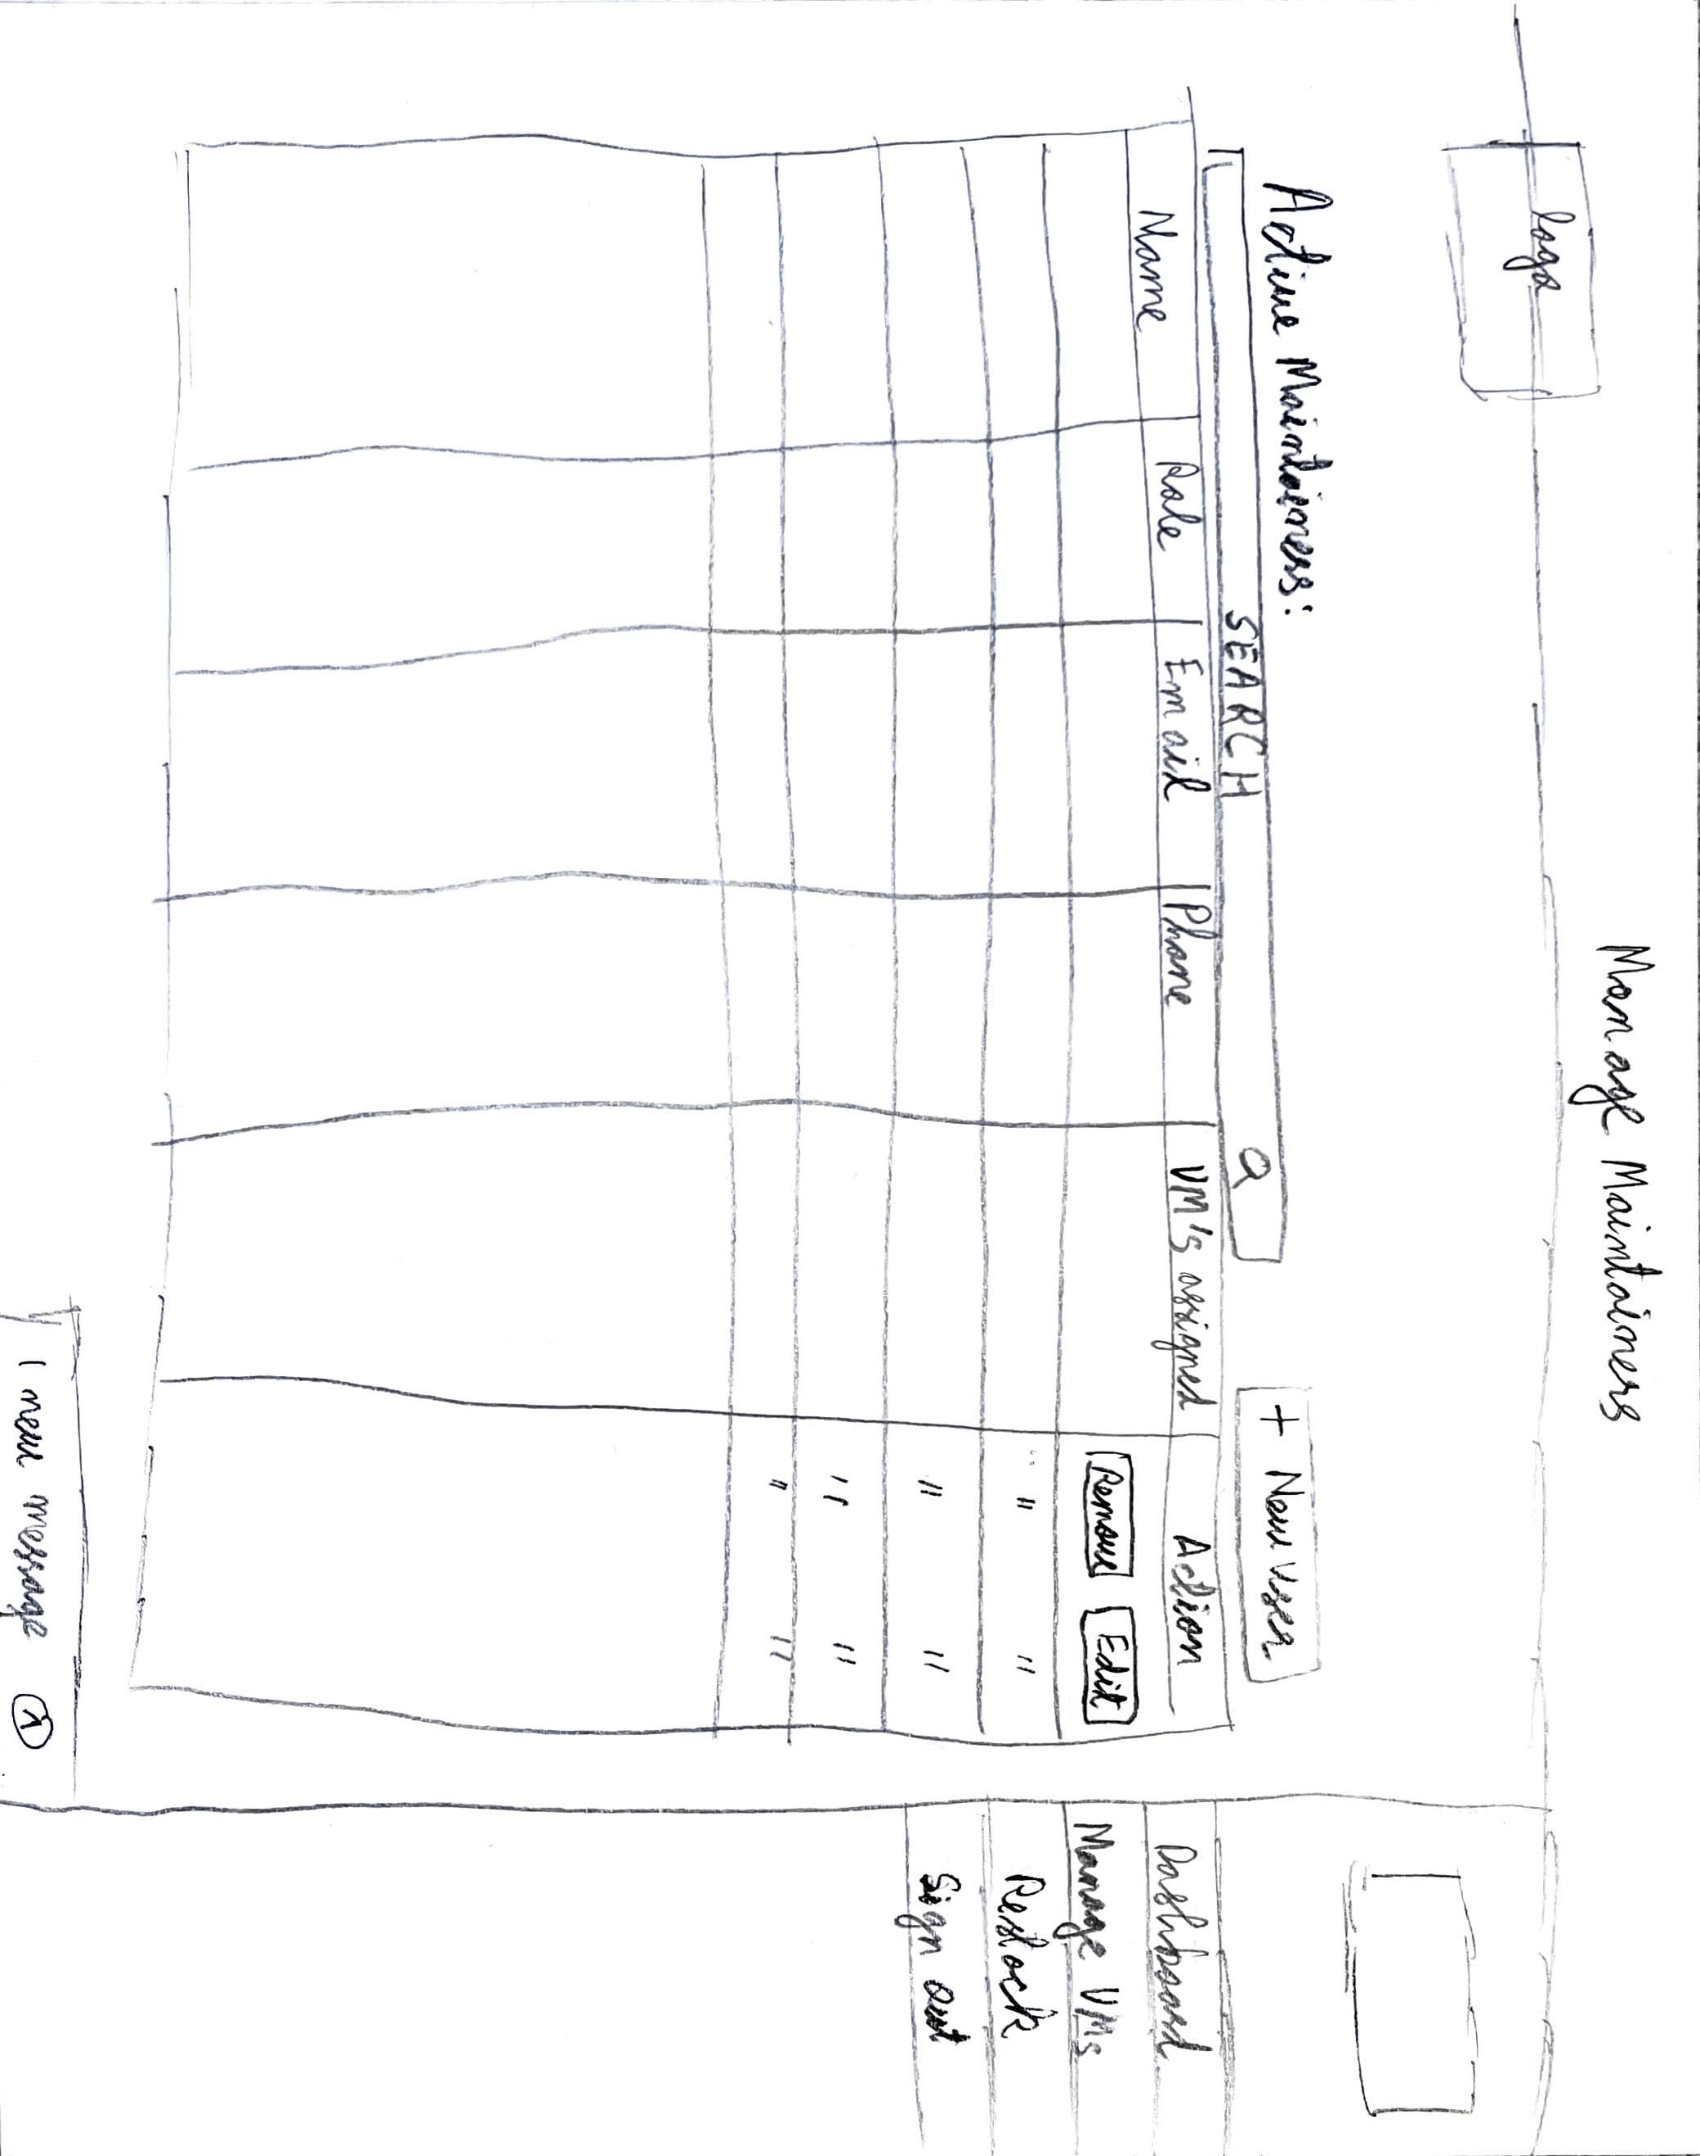 Manage Maintainers
logo
Active Maintainers:
SEARCH
+ New User
Name Role Email Phone VM's assigned Action
Remove Edit
" "
" "
" "
" "
Dashboard
Manage VMs
Restock
Sign Out
1 new message